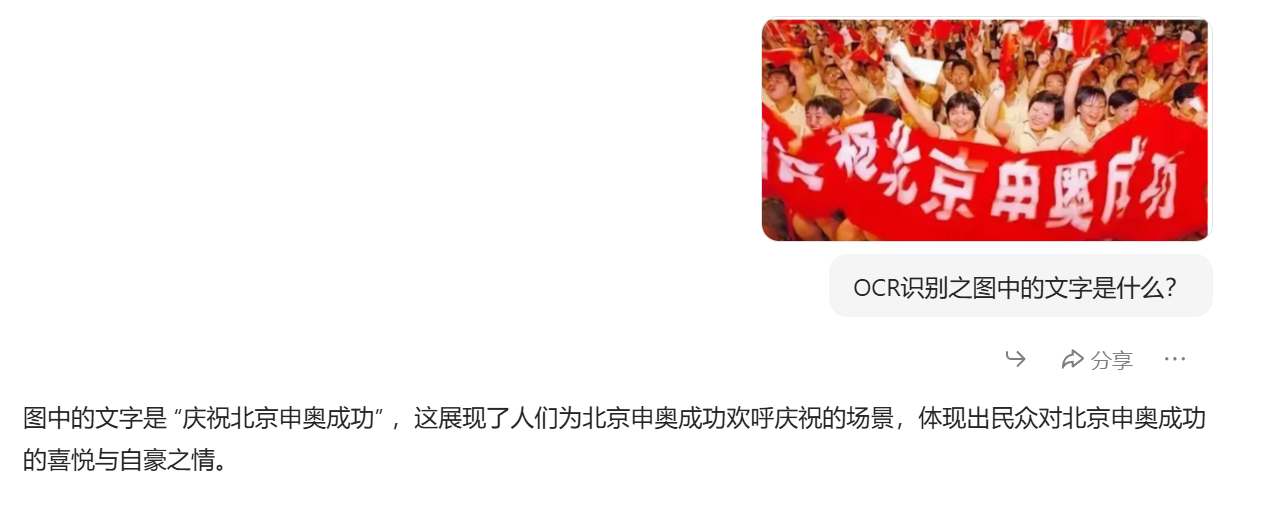 祝北京申奥成功
OCR识别之图中的文字是什么?
分享
图中的文字是 “庆祝北京申奥成功” ，这展现了人们为北京申奥成功欢呼庆祝的场景，体现出民众对北京申奥成功
的喜悦与自豪之情。